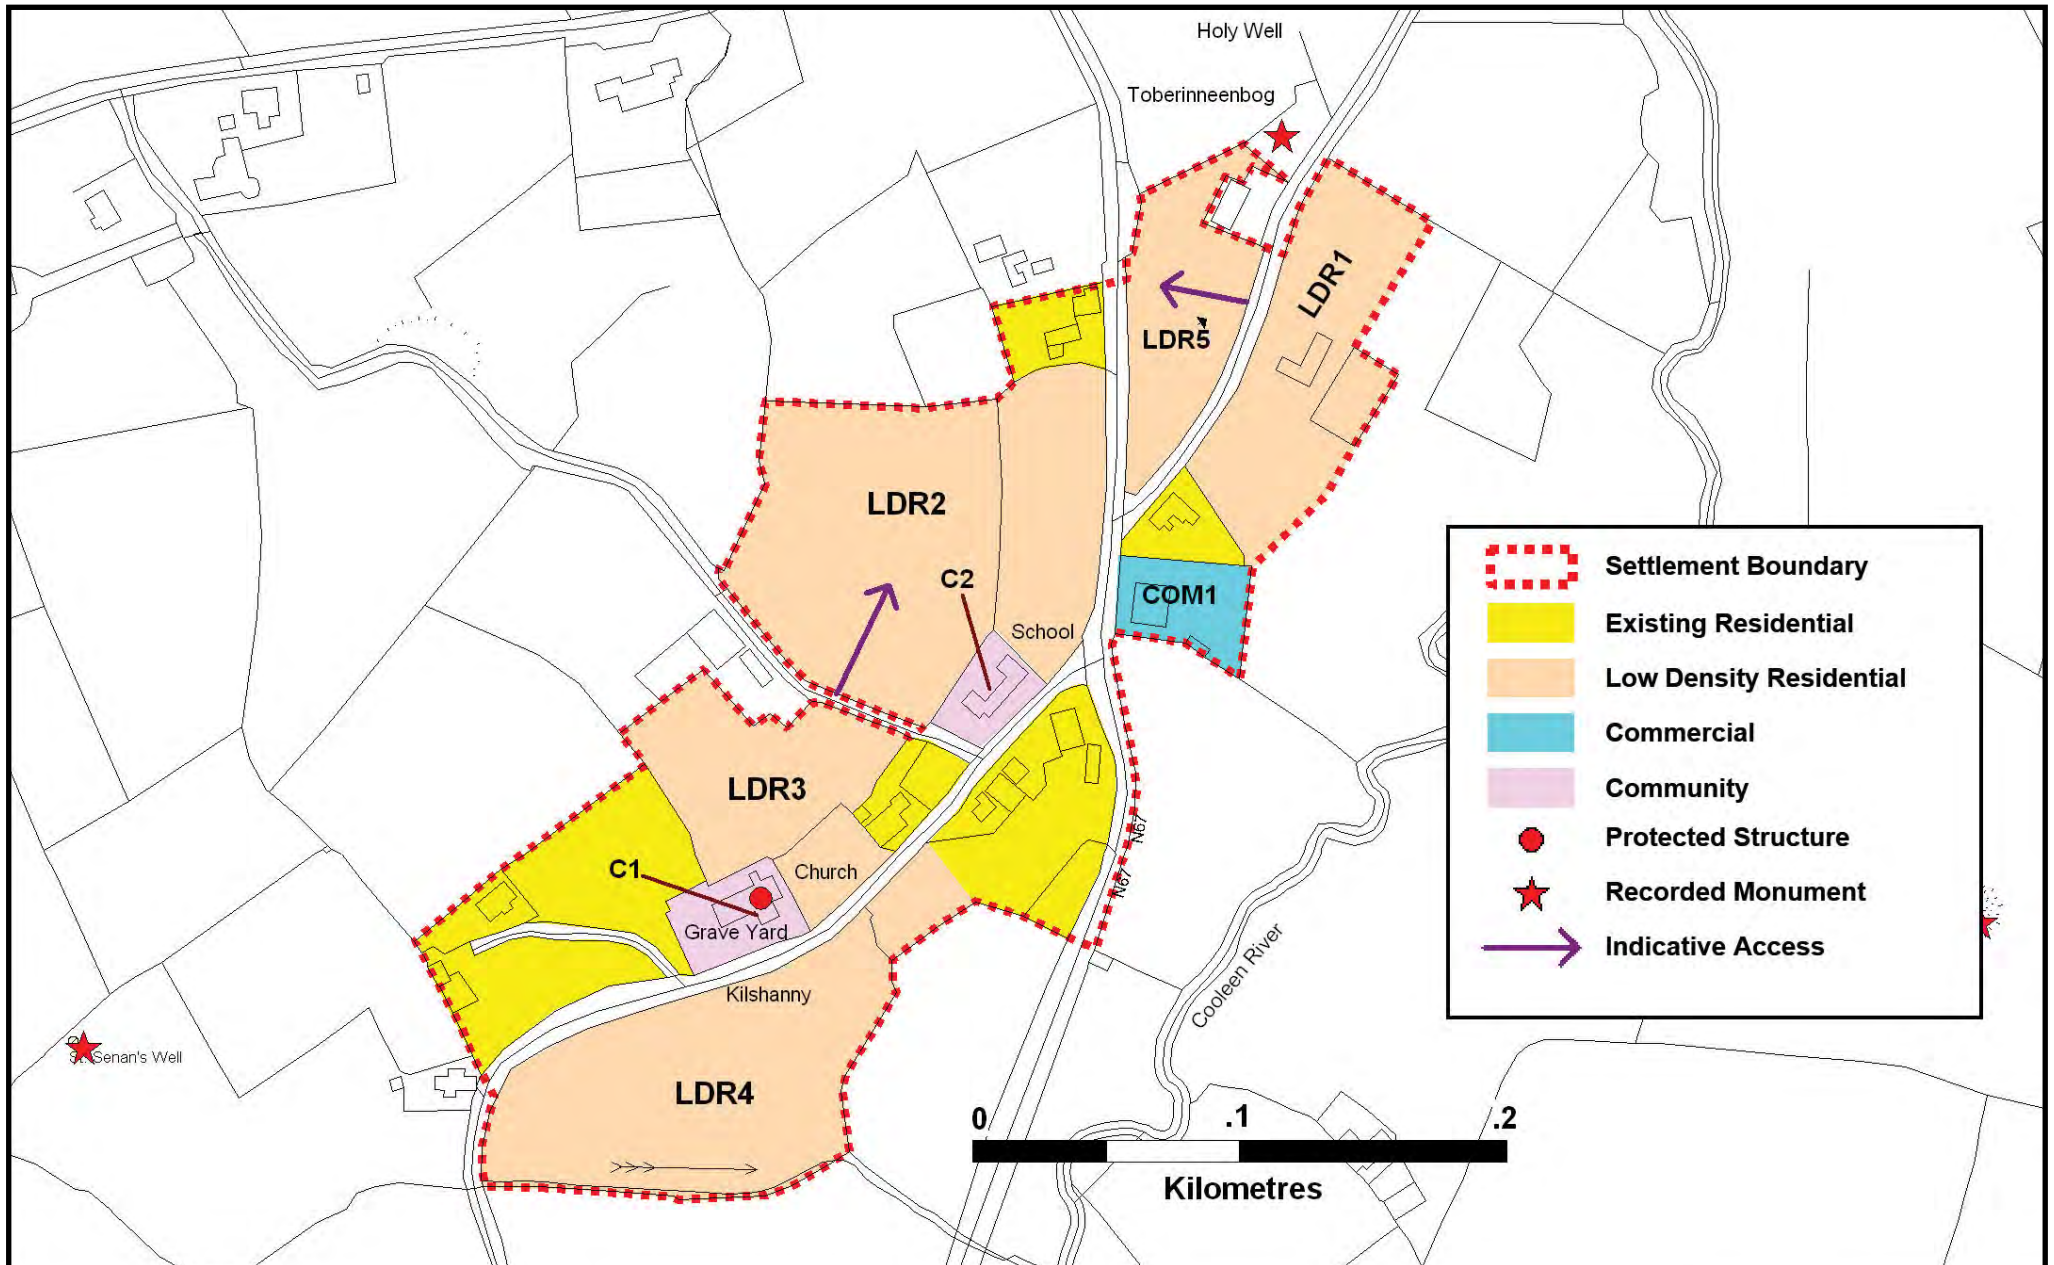 Holy Well
Toberinneenbog
LDR1
LDR5
LDR2
C2
School
COM1
LDR3
C1
Church
Grave Yard
Kilshanny
N67
N67
Cooleen River
St. Senan's Well
LDR4
Settlement Boundary
Existing Residential
Low Density Residential
Commercial
Community
Protected Structure
Recorded Monument
Indicative Access
0 .1 .2
Kilometres